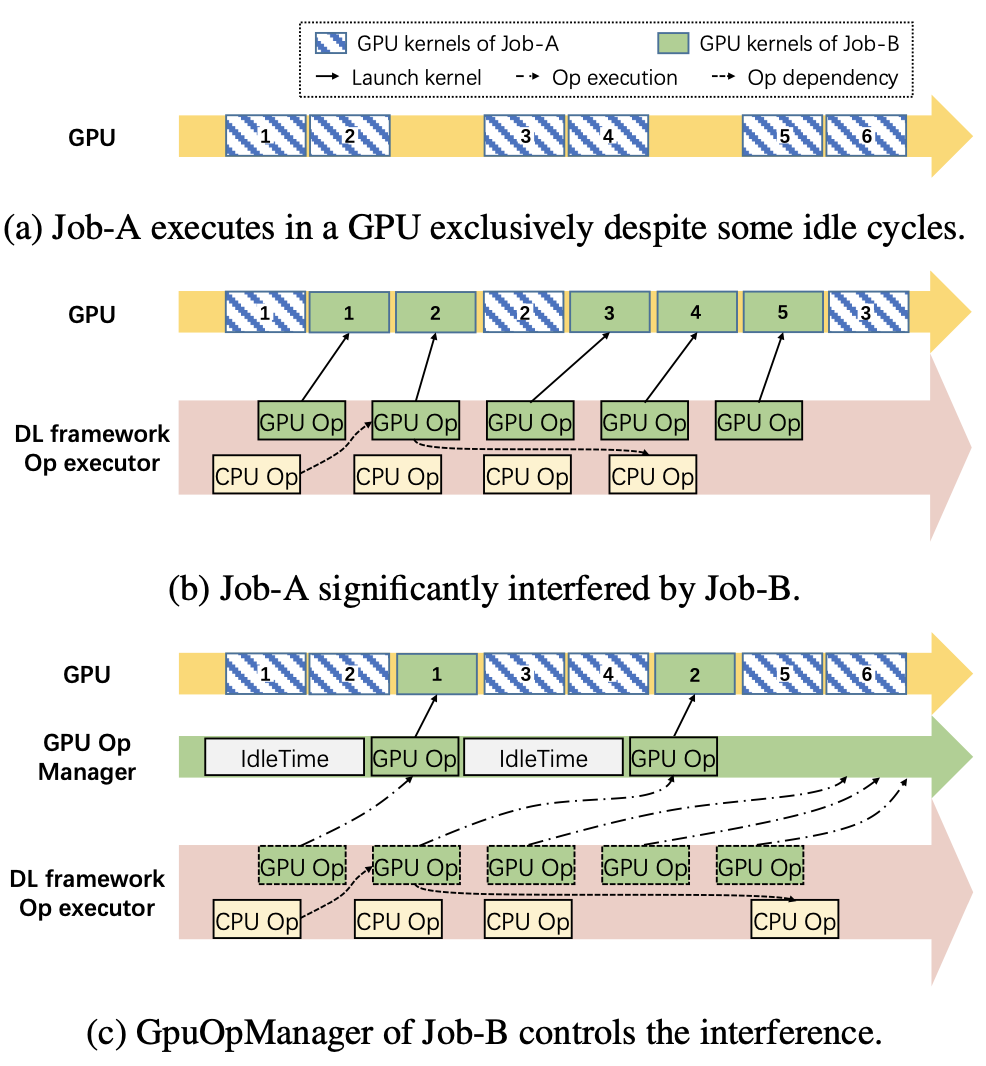 GPU kernels of Job-A GPU kernels of Job-B
Launch kernel Op execution Op dependency
GPU 1 2 3 4 5 6
(a) Job-A executes in a GPU exclusively despite some idle cycles.
GPU 1 1 2 2 3 4 5 3
GPU Op GPU Op GPU Op GPU Op GPU Op
DL framework
Op executor
CPU Op CPU Op CPU Op CPU Op
(b) Job-A significantly interfered by Job-B.
GPU 1 2 1 3 4 2 5 6
GPU Op
Manager
IdleTime GPU Op IdleTime GPU Op
GPU Op GPU Op GPU Op GPU Op GPU Op
DL framework
Op executor
CPU Op CPU Op CPU Op CPU Op
(c) GpuOpManager of Job-B controls the interference.